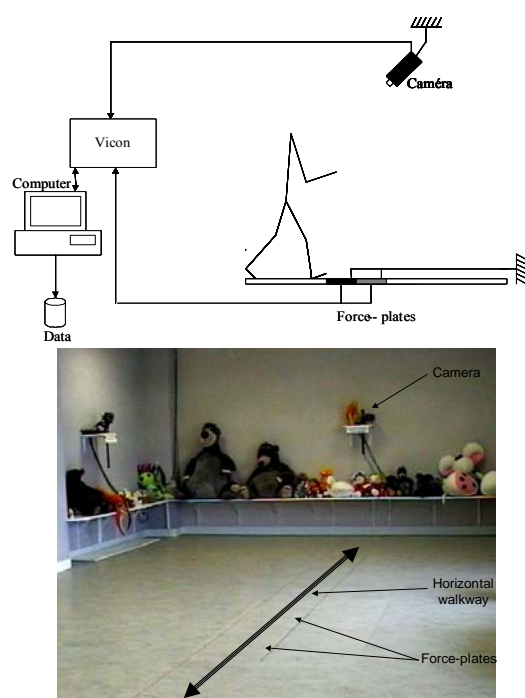 Caméra
Vicon
Computer
Force-- plates
Data
Camera
Horizontal
walkway
Force-plates